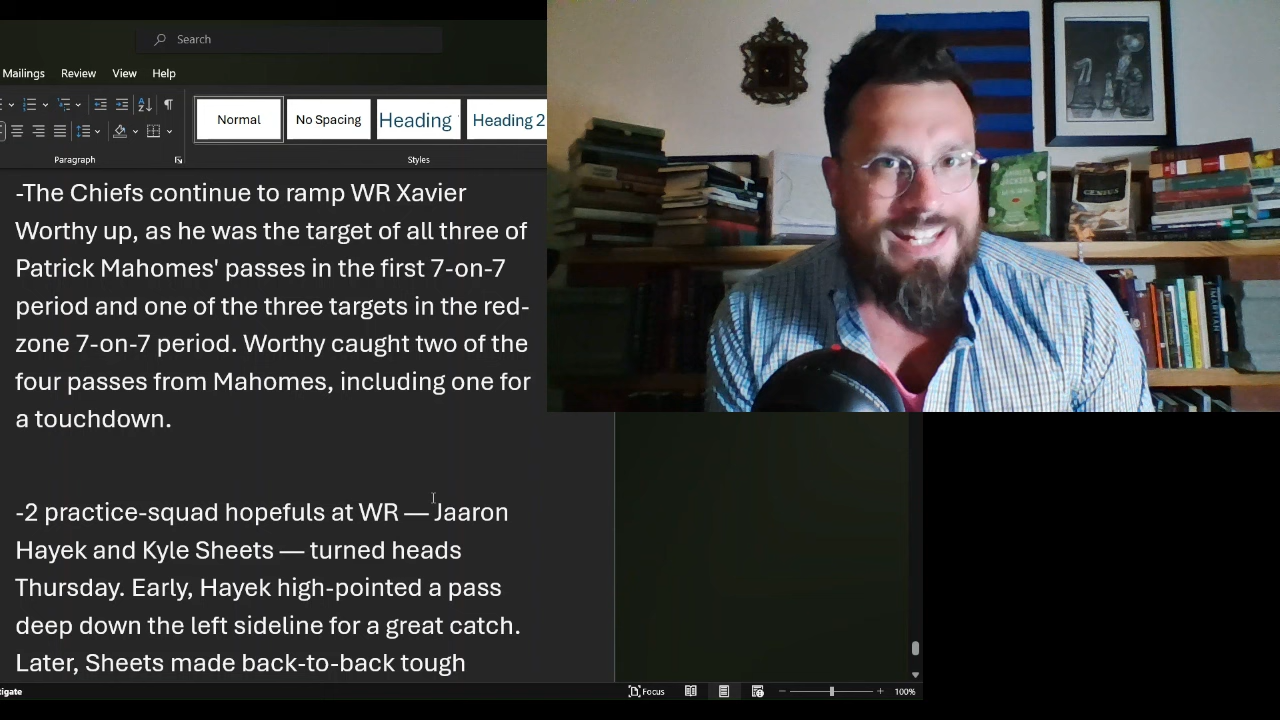 Search
Mailings Review View Help
Normal No Spacing Heading Heading 2
Paragraph Styles
-The Chiefs continue to ramp WR Xavier
Worthy up, as he was the target of all three of
Patrick Mahomes' passes in the first 7-on-7
period and one of the three targets in the red-
zone 7-on-7 period. Worthy caught two of the
four passes from Mahomes, including one for
a touchdown.
-2 practice-squad hopefuls at WR — Jaaron
Hayek and Kyle Sheets — turned heads
Thursday. Early, Hayek high-pointed a pass
deep down the left sideline for a great catch.
Later, Sheets made back-to-back tough
tigate Focus 100%
GENIUS